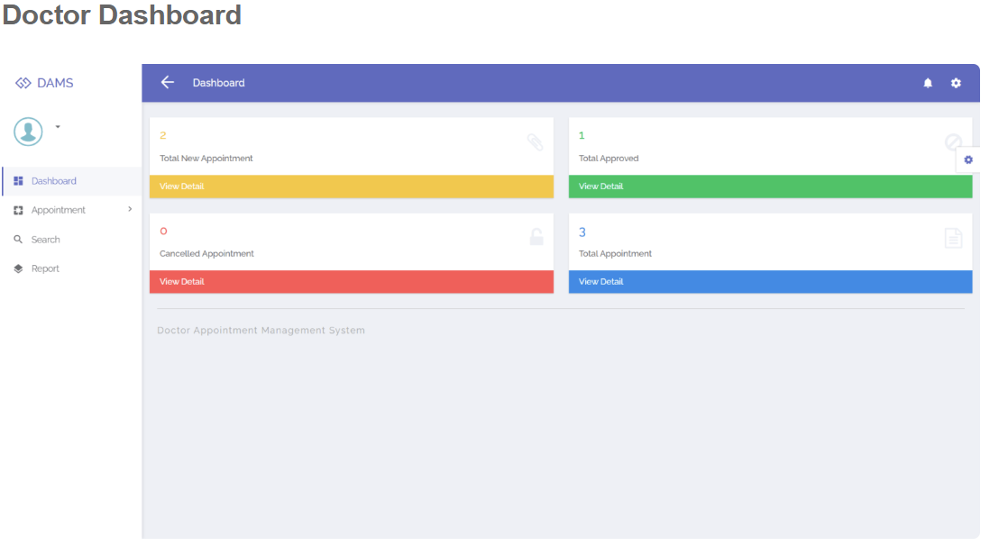 Doctor Dashboard
DAMS
Dashboard
Dashboard
Appointment
Search
Report
2
Total New Appointment
View Detail
1
Total Approved
View Detail
0
Cancelled Appointment
View Detail
3
Total Appointment
View Detail
Doctor Appointment Management System